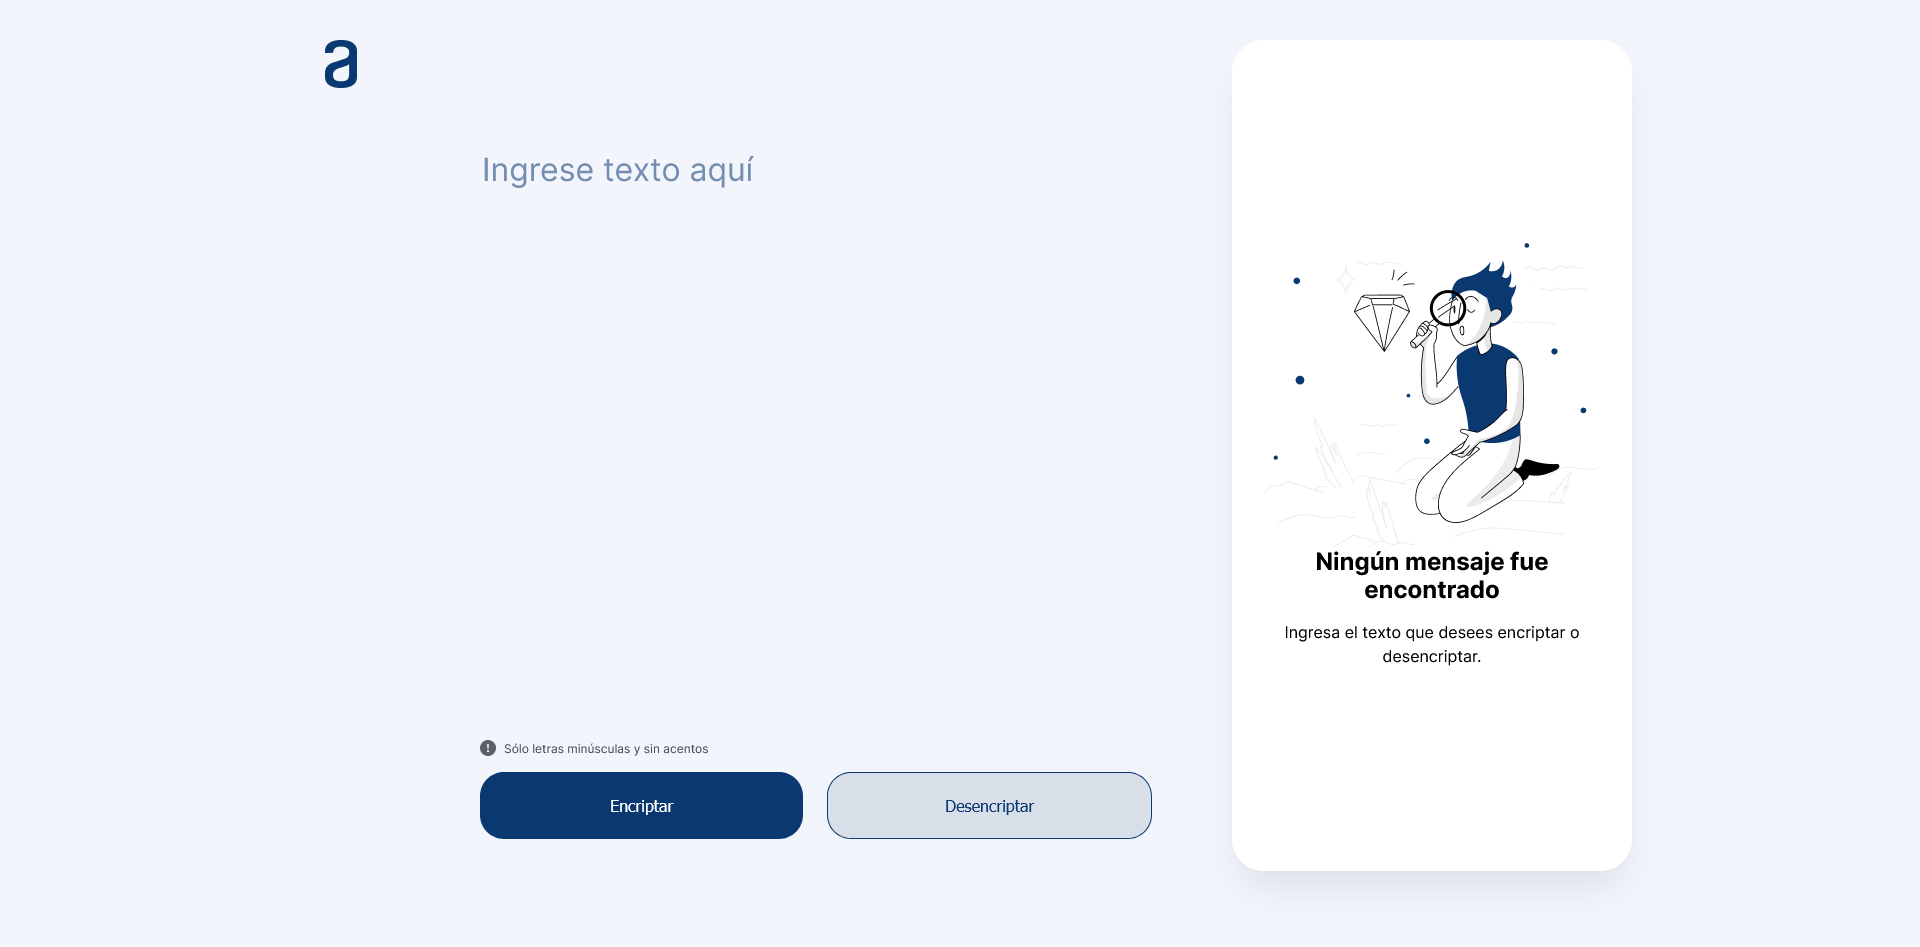 a
Ingrese texto aquí
Ningún mensaje fue
encontrado
Ingresa el texto que desees encriptar o
desencriptar.
Sólo letras minúsculas y sin acentos
Encriptar
Desencriptar